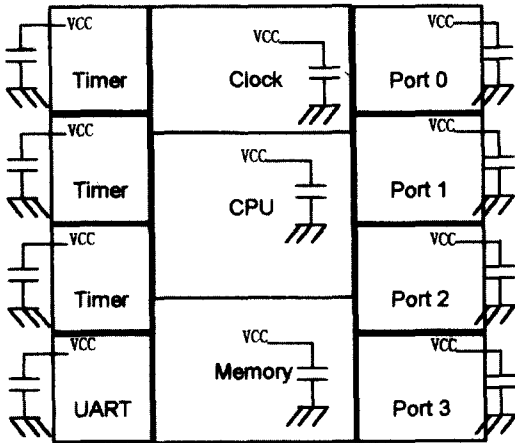 VCC
Timer
VCC
Clock
VCC
Port 0
VCC
Timer
VCC
CPU
VCC
Port 1
VCC
Timer
VCC
Port 2
VCC
UART
VCC
Memory
VCC
Port 3